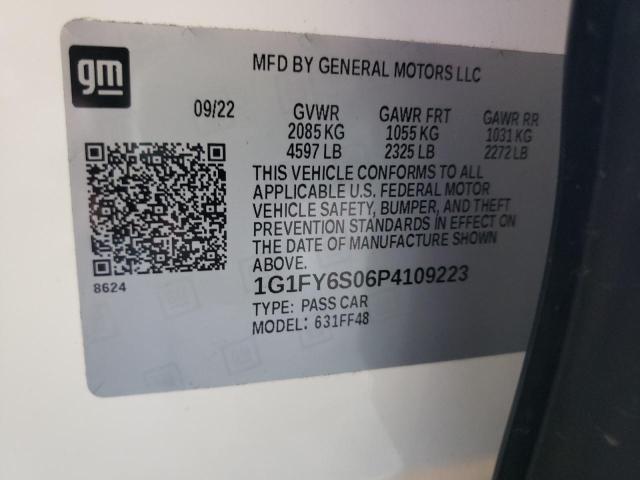 gm
MFD BY GENERAL MOTORS LLC
09/22 GVWR GAWR FRT GAWR RR
2085 KG 1055 KG 1031 KG
4597 LB 2325 LB 2272 LB
THIS VEHICLE CONFORMS TO ALL
APPLICABLE U.S. FEDERAL MOTOR
VEHICLE SAFETY, BUMPER, AND THEFT
PREVENTION STANDARDS IN EFFECT ON
THE DATE OF MANUFACTURE SHOWN
ABOVE.
8624
1G1FY6S06P4109223
TYPE: PASS CAR
MODEL: 631FF48